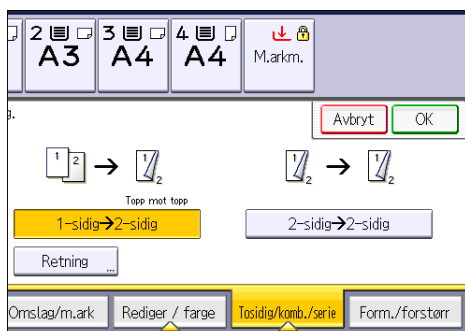 2 3 4
A3 A4 A4 M.arkm.
g.
Avbryt OK
1 2 → 1 2 1 2 → 1 2
Topp mot topp
1-sidig→2-sidig 2-sidig→2-sidig
Retning ...
Omslag/m.ark Rediger / farge Tosidig/komb./serie Form./forstørr